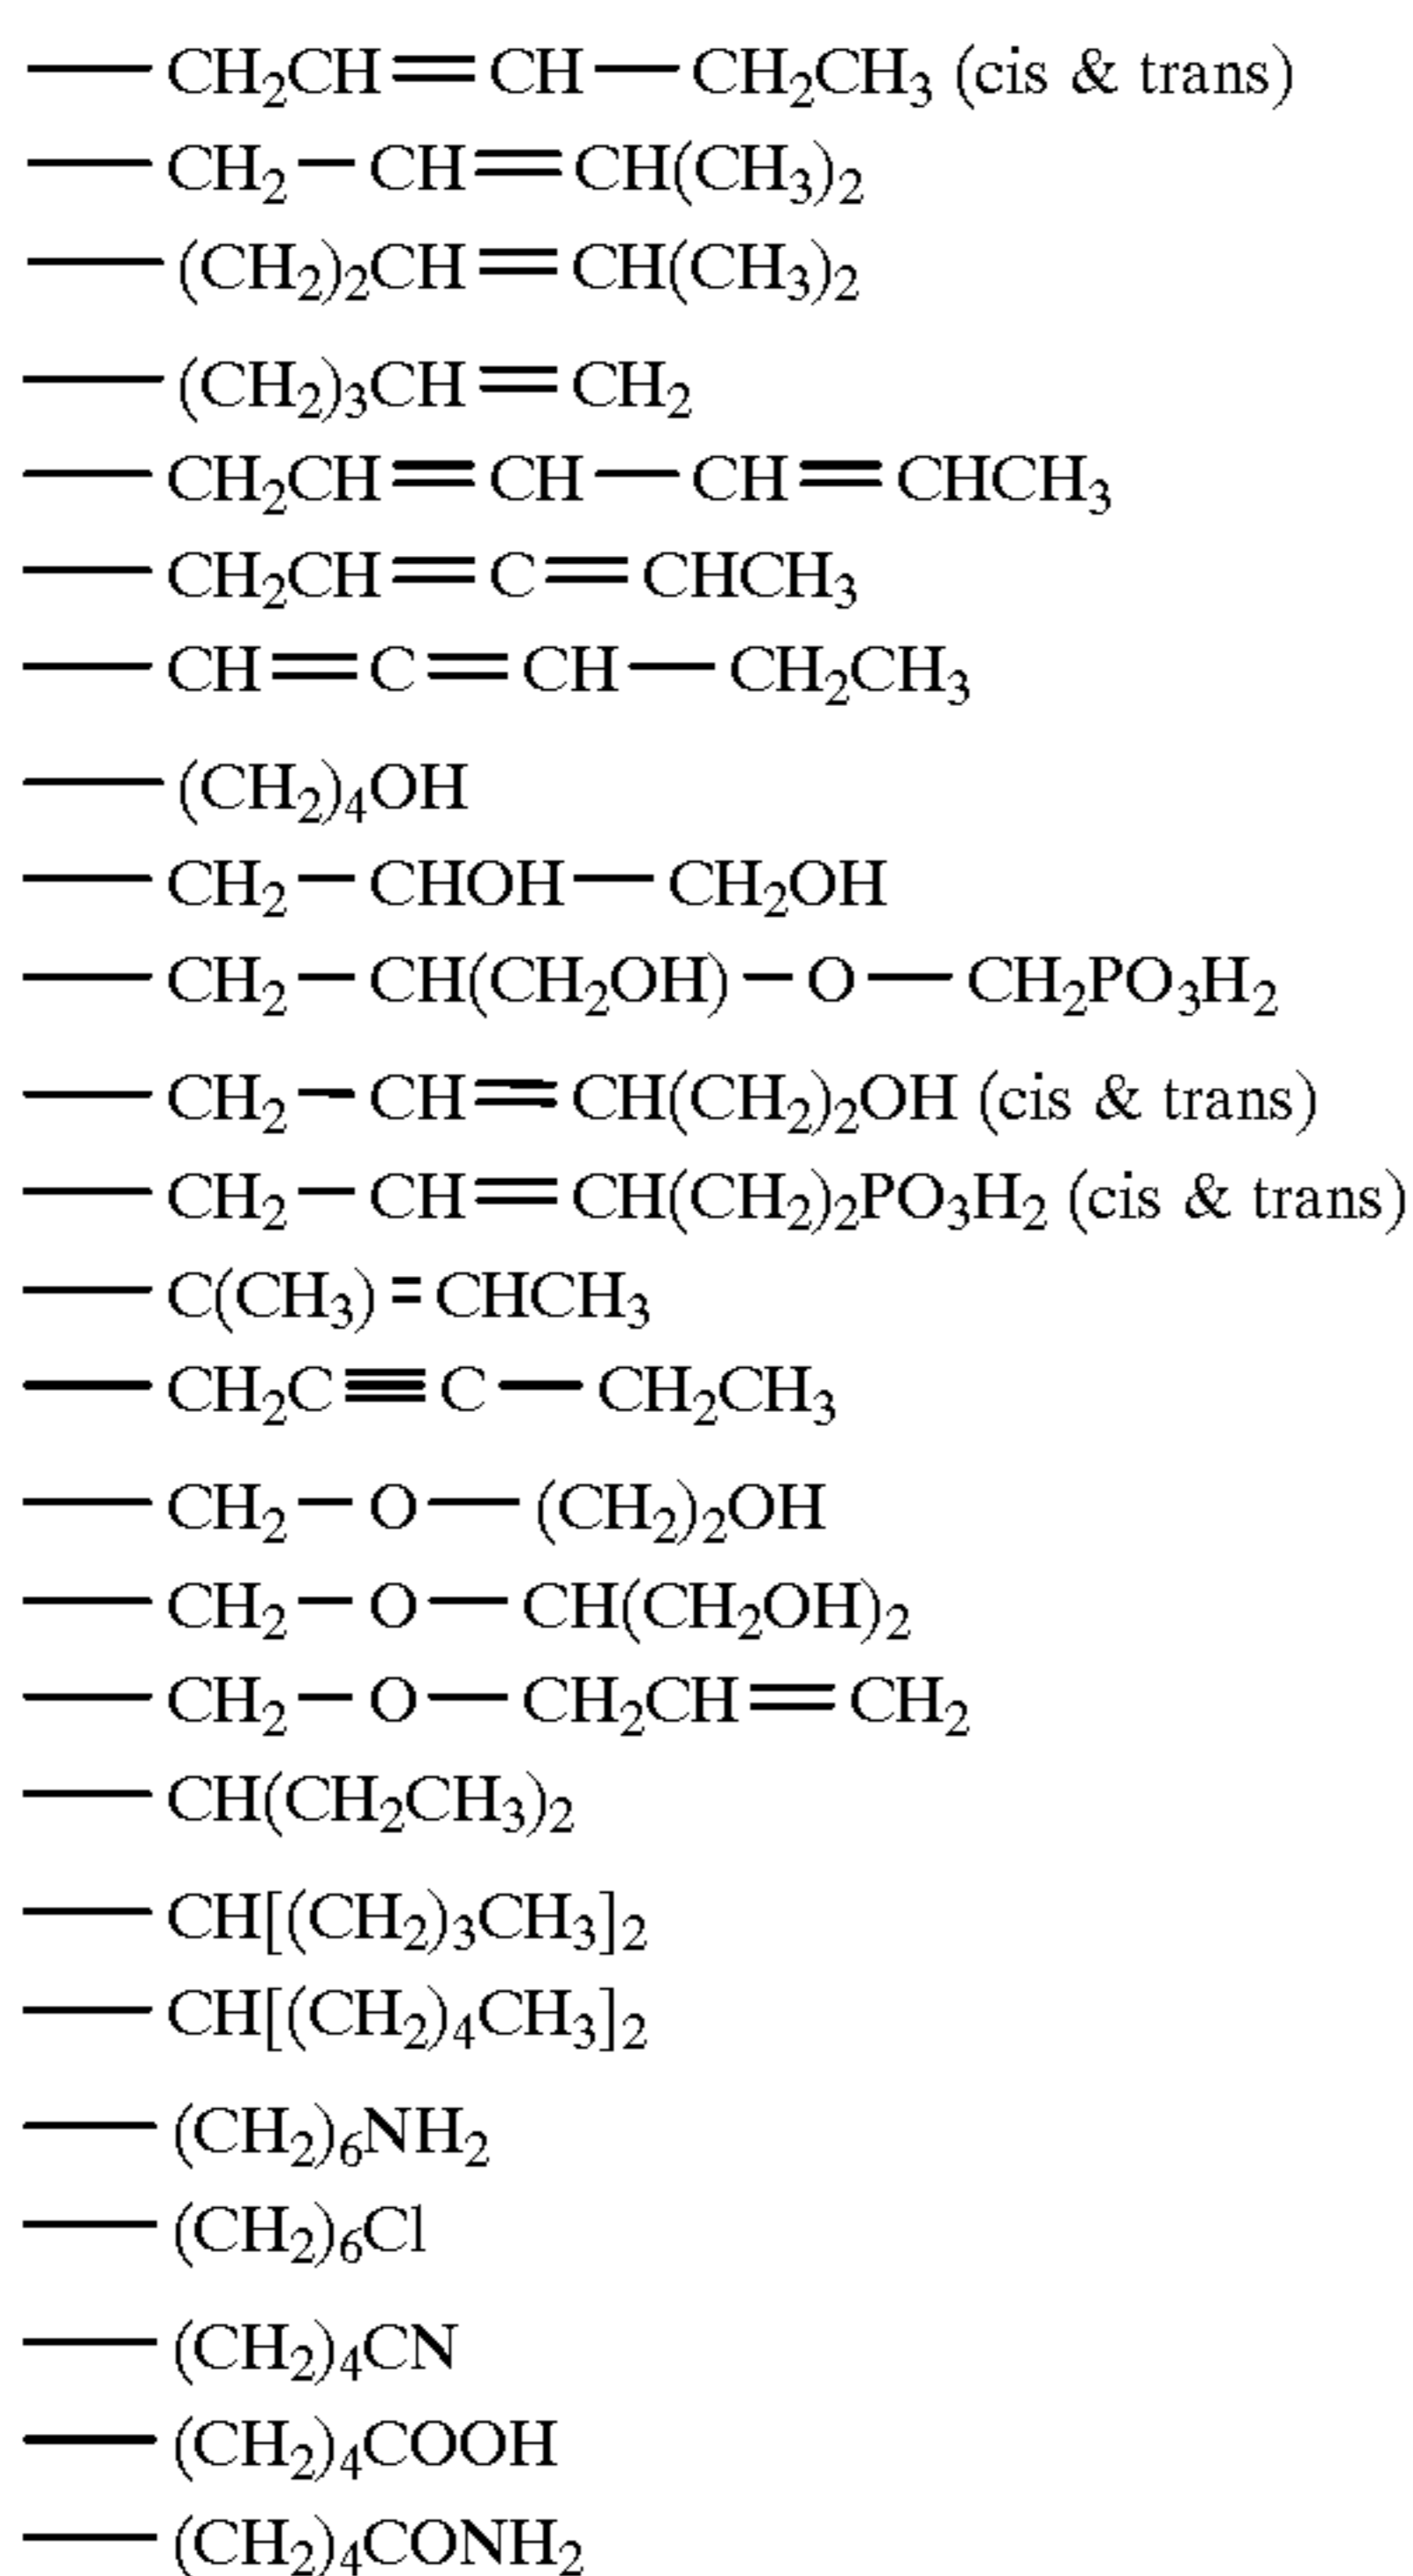 —CH₂CH=CH—CH₂CH₃ (cis & trans)
—CH₂—CH=CH(CH₃)₂
—(CH₂)₂CH=CH(CH₃)₂
—(CH₂)₃CH=CH₂
—CH₂CH=CH—CH=CHCH₃
—CH₂CH=C=CHCH₃
—CH=C=CH—CH₂CH₃
—(CH₂)₄OH
—CH₂—CHOH—CH₂OH
—CH₂—CH(CH₂OH)—O—CH₂PO₃H₂
—CH₂—CH=CH(CH₂)₂OH (cis & trans)
—CH₂—CH=CH(CH₂)₂PO₃H₂ (cis & trans)
—C(CH₃)=CHCH₃
—CH₂C≡C—CH₂CH₃
—CH₂—O—(CH₂)₂OH
—CH₂—O—CH(CH₂OH)₂
—CH₂—O—CH₂CH=CH₂
—CH(CH₂CH₃)₂
—CH[(CH₂)₃CH₃]₂
—CH[(CH₂)₄CH₃]₂
—(CH₂)₆NH₂
—(CH₂)₆Cl
—(CH₂)₄CN
—(CH₂)₄COOH
—(CH₂)₄CONH₂